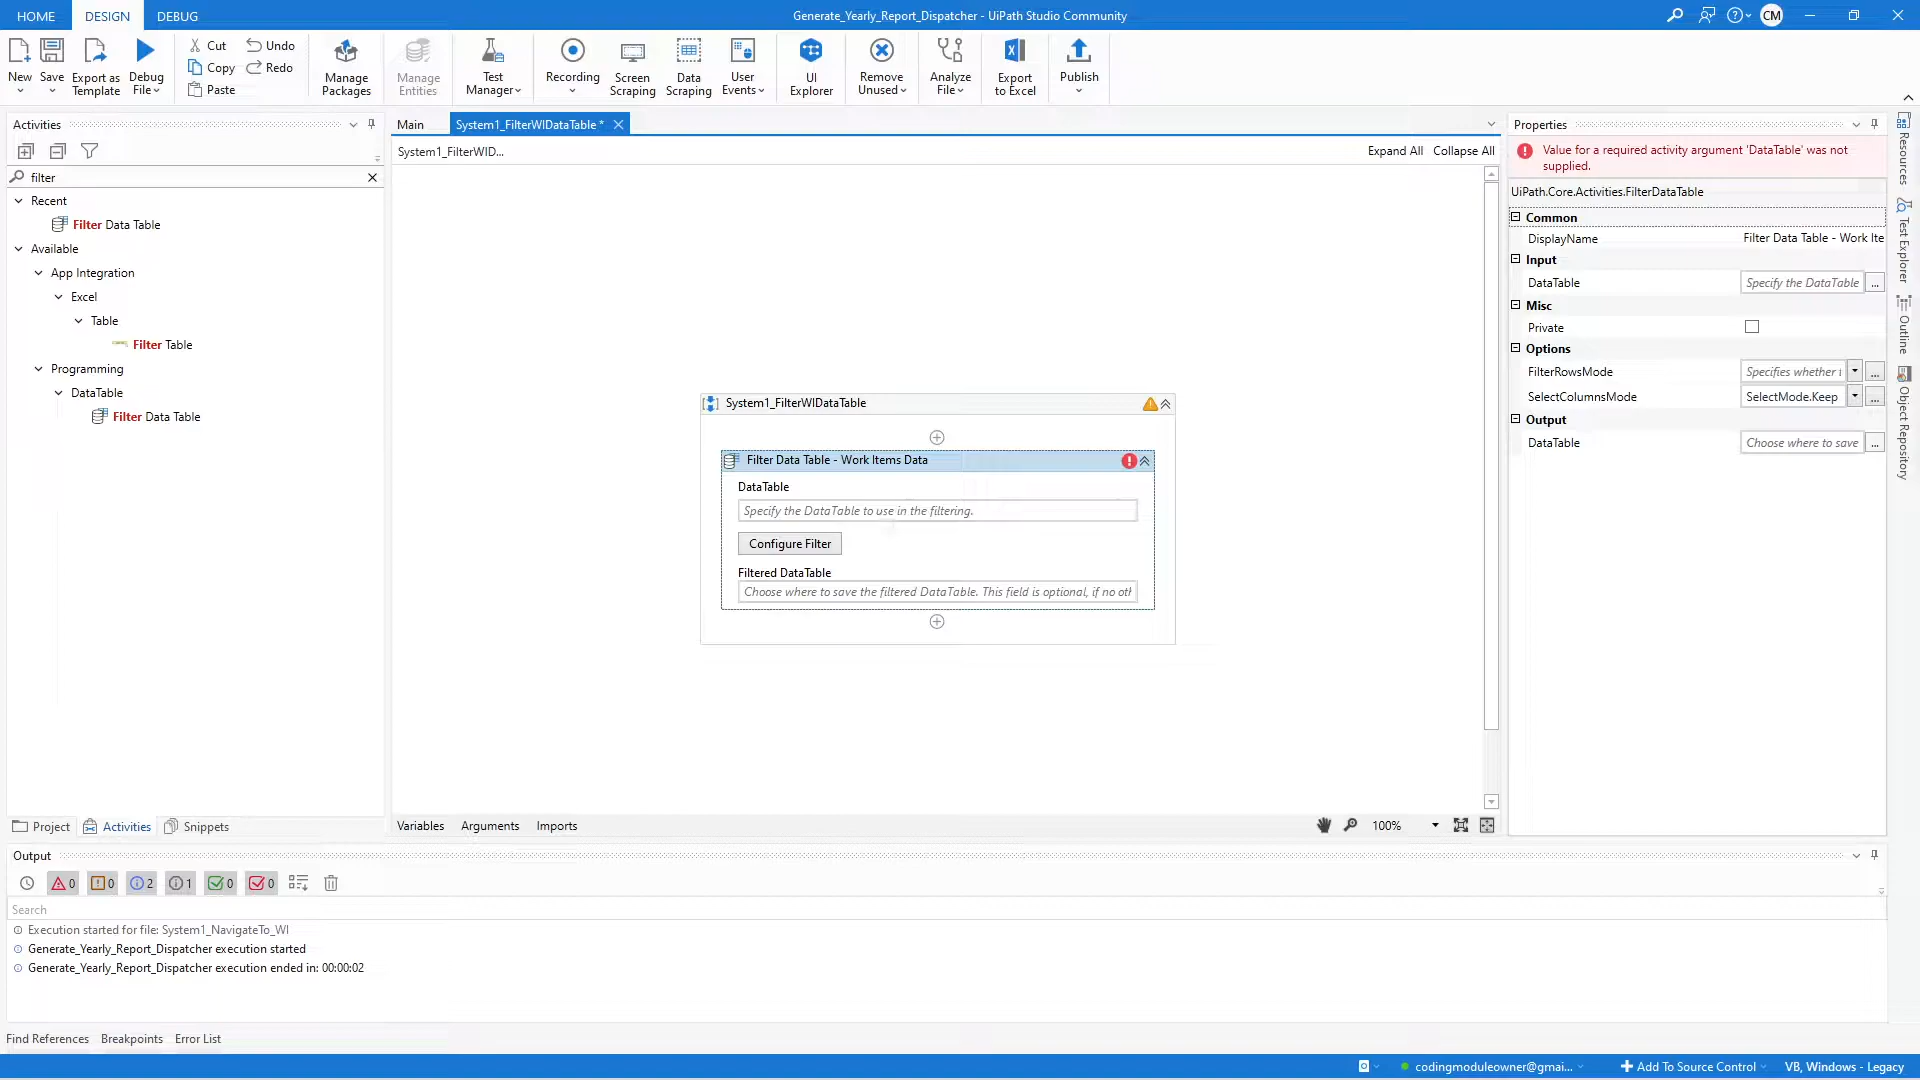 HOME
DESIGN
DEBUG
Generate_Yearly_Report_Dispatcher - UiPath Studio Community
CM
New
Save
Export as Template
Debug File
Cut
Copy
Paste
Undo
Redo
Manage Packages
Manage Entities
Test Manager
Recording
Screen Scraping
Data Scraping
User Events
UI Explorer
Remove Unused
Analyze File
Export to Excel
Publish
Activities
filter
Recent
Filter Data Table
Available
App Integration
Excel
Table
Filter Table
Programming
DataTable
Filter Data Table
Project
Activities
Snippets
Main
System1_FilterWIDataTable *
System1_FilterWID...
Expand All
Collapse All
System1_FilterWIDataTable
Filter Data Table - Work Items Data
DataTable
Specify the DataTable to use in the filtering.
Configure Filter
Filtered DataTable
Choose where to save the filtered DataTable. This field is optional, if no oth
Variables
Arguments
Imports
100%
Properties
Value for a required activity argument 'DataTable' was not
supplied.
UiPath.Core.Activities.FilterDataTable
Common
DisplayName
Filter Data Table - Work Ite
Input
DataTable
Specify the DataTable
...
Misc
Private
Options
FilterRowsMode
Specifies whether t
...
SelectColumnsMode
SelectMode.Keep
...
Output
DataTable
Choose where to save
...
Resources
Test Explorer
Outline
Object Repository
Output
0
0
2
1
0
0
Search
Execution started for file: System1_NavigateTo_WI
Generate_Yearly_Report_Dispatcher execution started
Generate_Yearly_Report_Dispatcher execution ended in: 00:00:02
Find References
Breakpoints
Error List
codingmoduleowner@gmai...
Add To Source Control
VB, Windows - Legacy